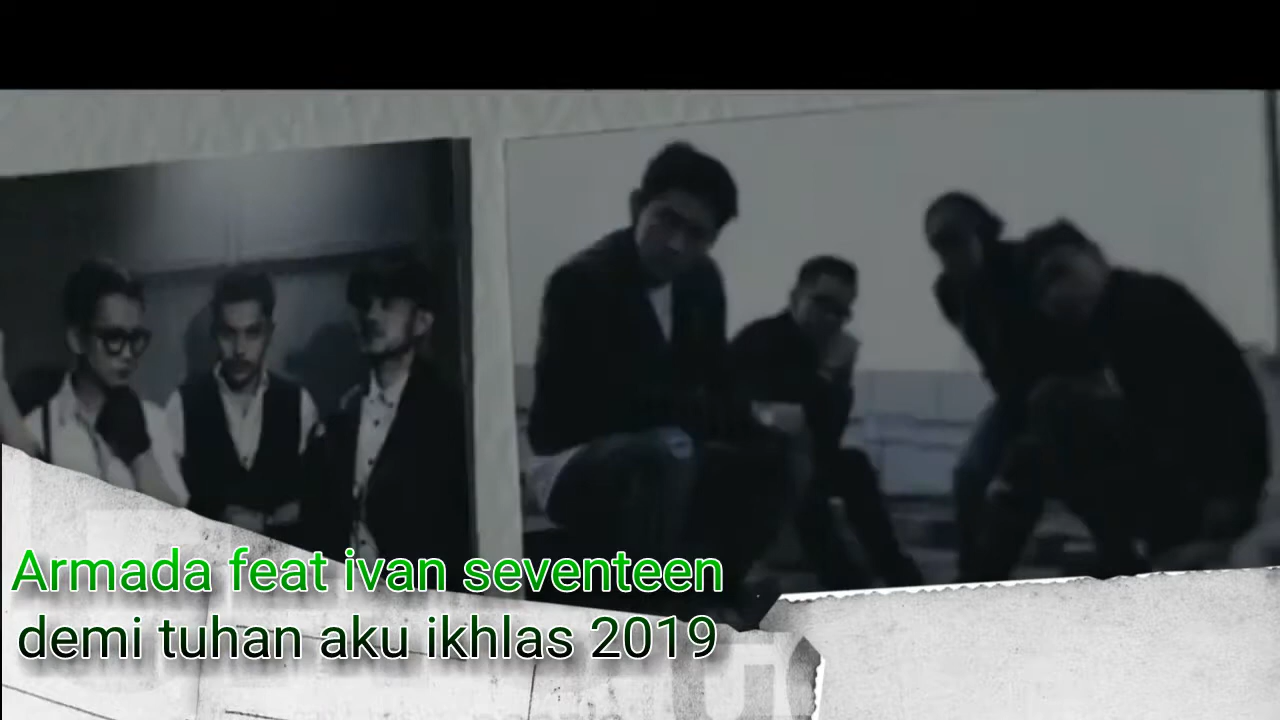 Armada feat ivan seventeen
demi tuhan aku ikhlas 2019